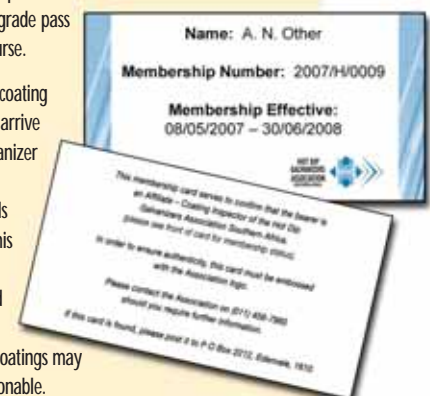 grade pass
urse.
coating
arrive
anizer
ls
his
d
oatings may
onable.
Name: A. N. Other
Membership Number: 2007/H/0009
Membership Effective:
08/05/2007 – 30/06/2008
HOT DIP
GALVANIZERS
ASSOCIATION
This membership card serves to confirm that the bearer is
an Affiliate – Coating Inspector of the Hot Dip
Galvanizers Association Southern Africa.
(please see front of card for membership status)
In order to ensure authenticity, this card must be embossed
with the Association logo.
Please contact the Association on (011) 456-7960
should you require further information.
If this card is found, please post it to P O Box 2212, Edenvale, 1610